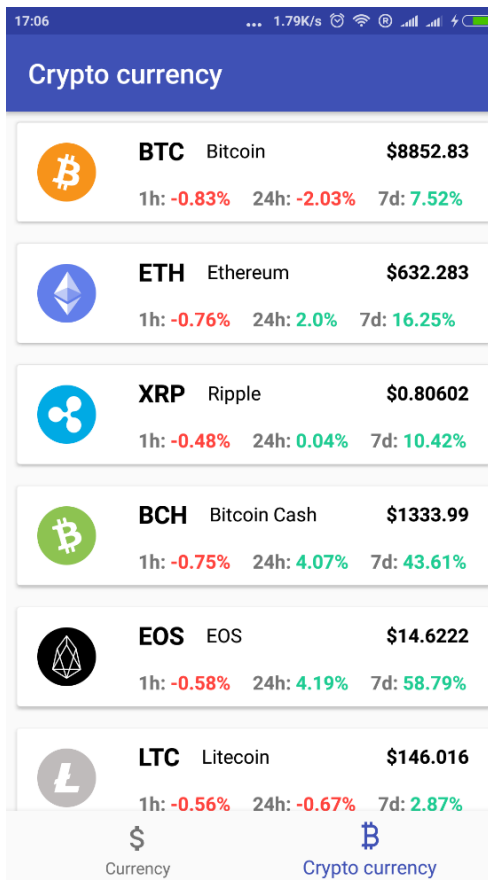 17:06 ... 1.79K/s R
Crypto currency
BTC Bitcoin $8852.83
1h: -0.83% 24h: -2.03% 7d: 7.52%
ETH Ethereum $632.283
1h: -0.76% 24h: 2.0% 7d: 16.25%
XRP Ripple $0.80602
1h: -0.48% 24h: 0.04% 7d: 10.42%
BCH Bitcoin Cash $1333.99
1h: -0.75% 24h: 4.07% 7d: 43.61%
EOS EOS $14.6222
1h: -0.58% 24h: 4.19% 7d: 58.79%
LTC Litecoin $146.016
1h: -0.56% 24h: -0.67% 7d: 2.87%
Currency Crypto currency